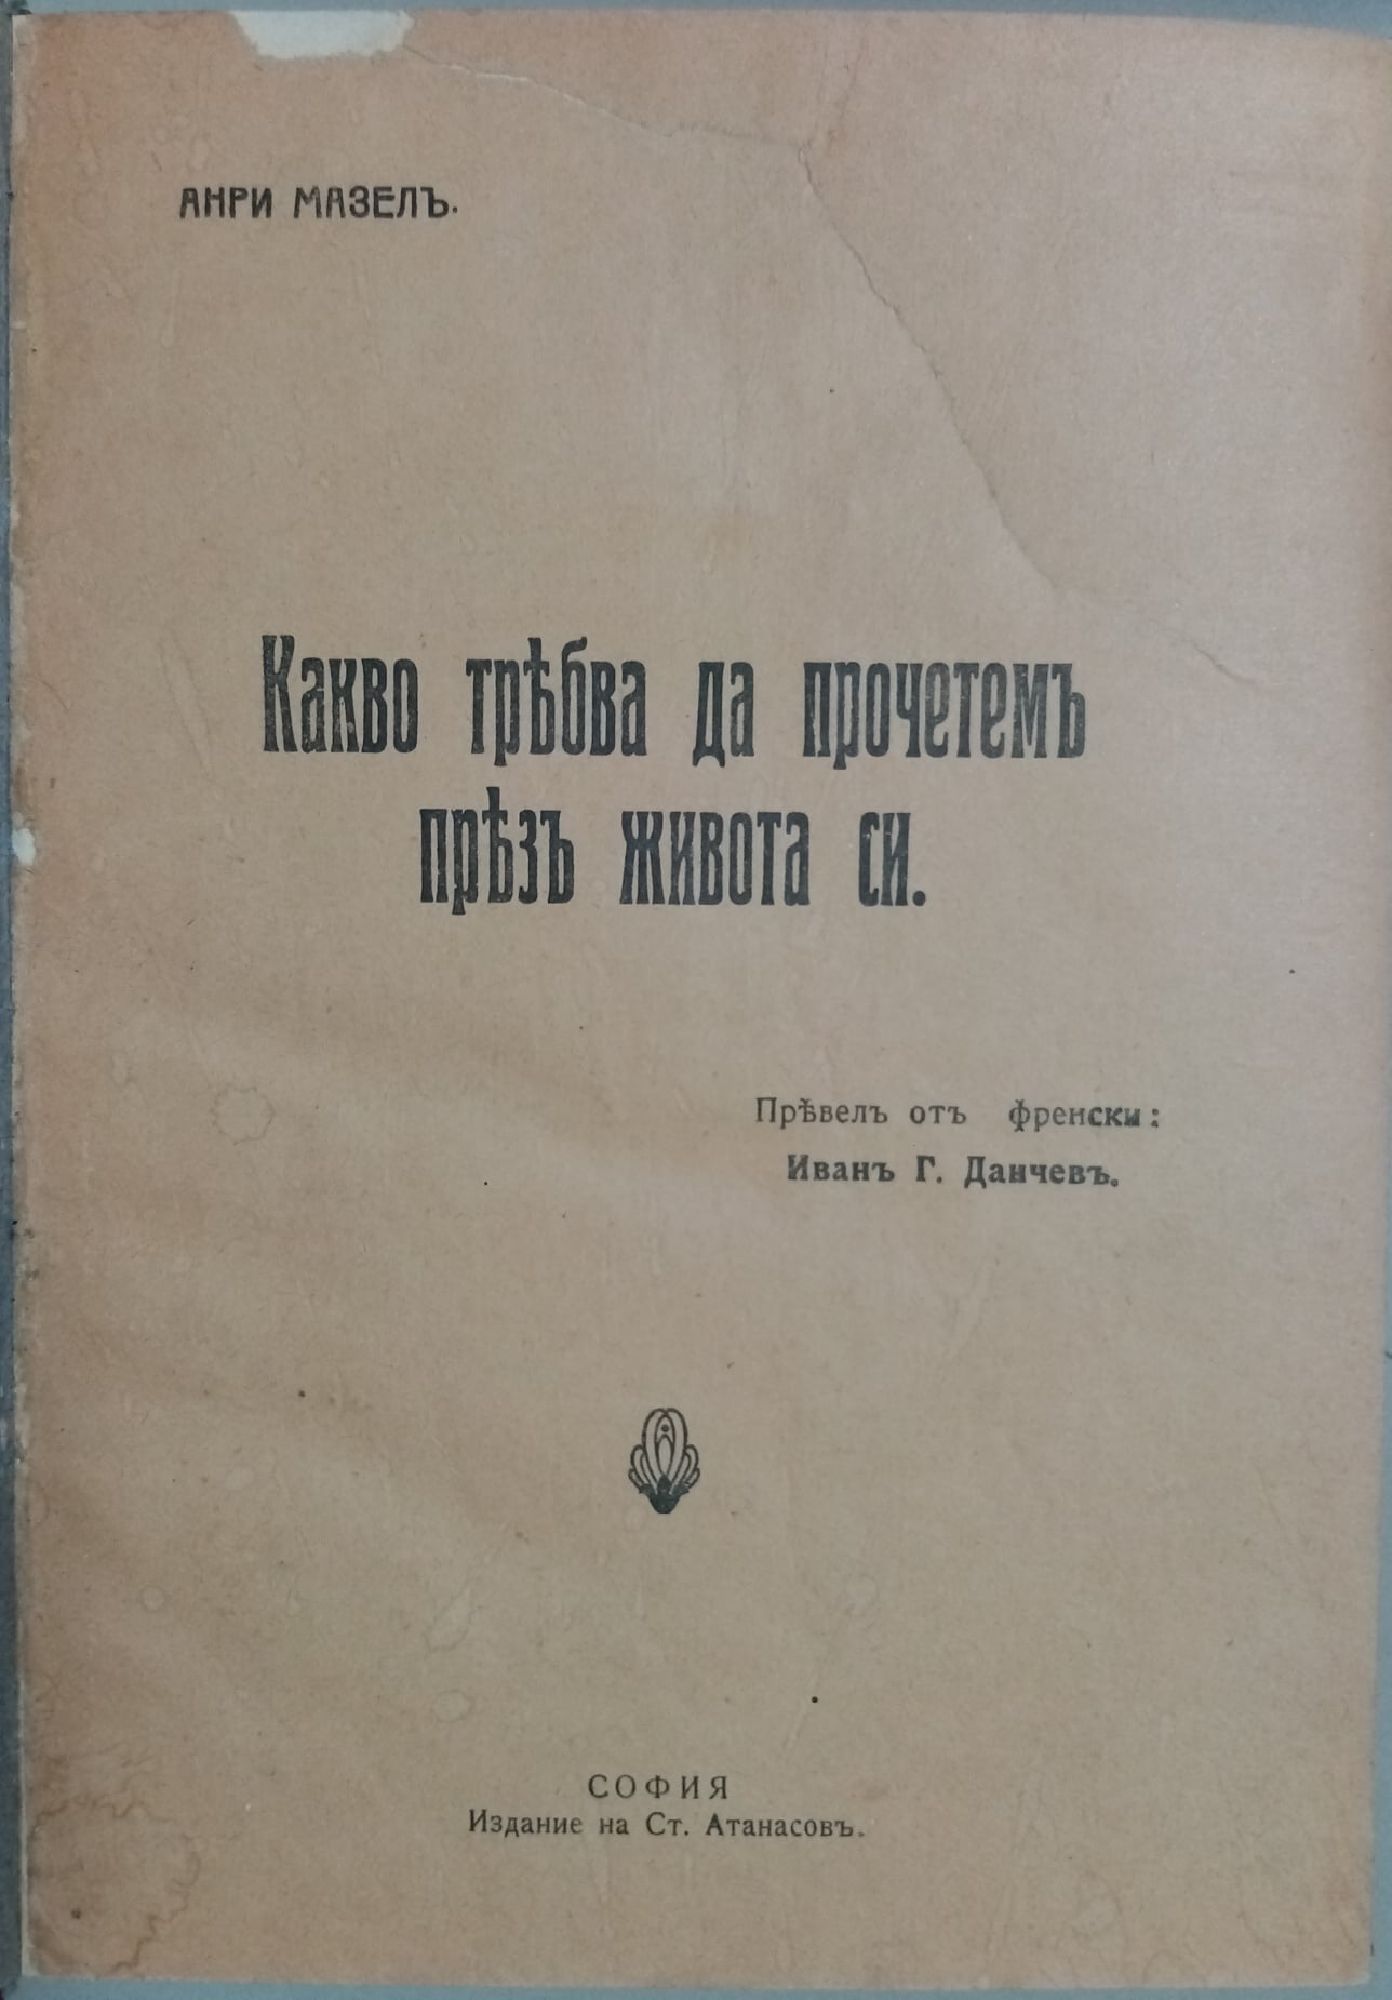 АНРИ МАЗЕЛЪ.
Какво трѣбва да прочетемъ
прѣзъ живота си.
Прѣвелъ отъ френски:
Иванъ Г. Данчевъ.
СОФИЯ
Издание на Ст. Атанасовъ.